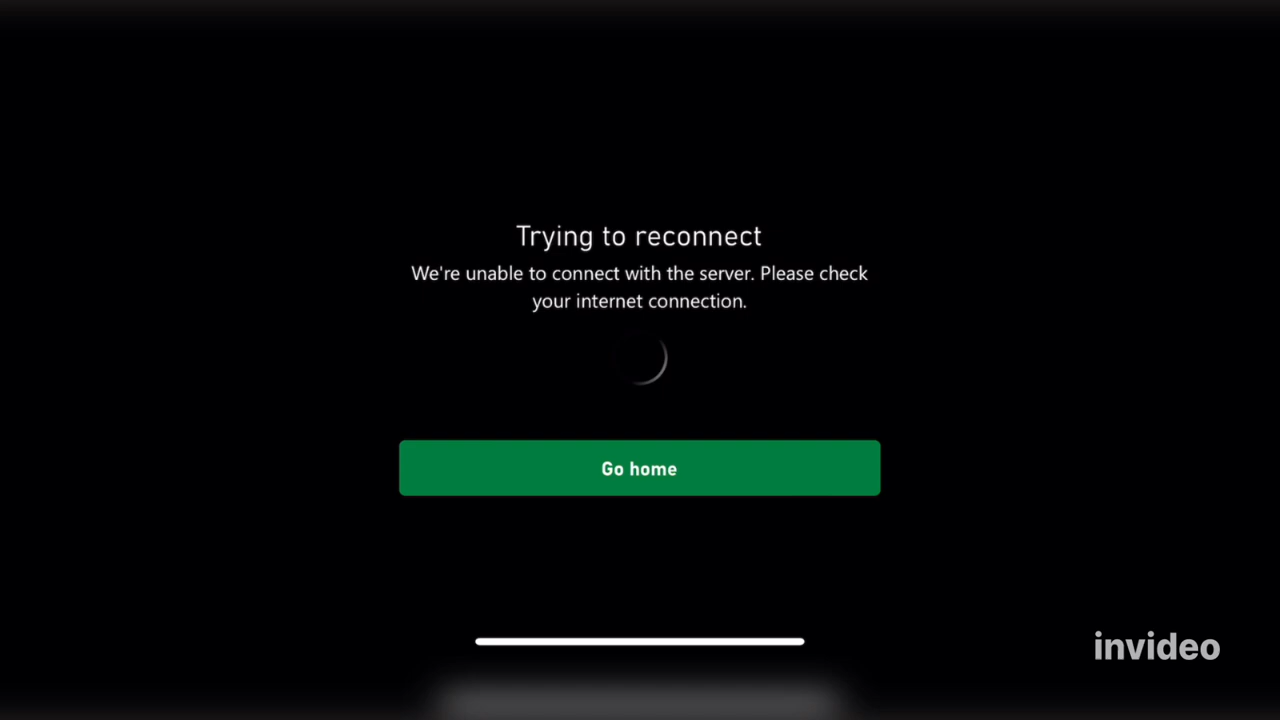 Trying to reconnect
We're unable to connect with the server. Please check
your internet connection.
Go home
invideo